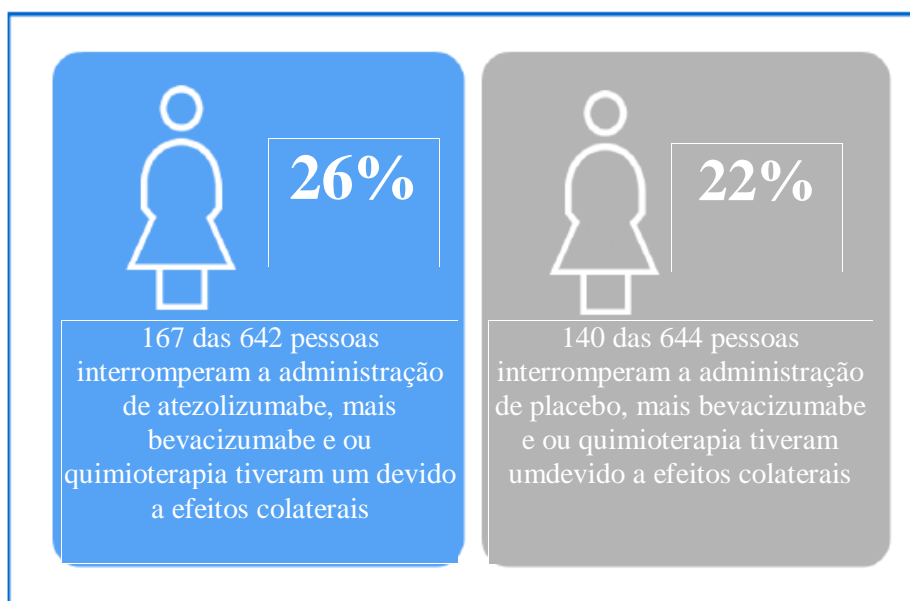 26%
167 das 642 pessoas
interromperam a administração
de atezolizumabe, mais
bevacizumabe e ou
quimioterapia tiveram um devido
a efeitos colaterais
22%
140 das 644 pessoas
interromperam a administração
de placebo, mais bevacizumabe
e ou quimioterapia tiveram
umdevido a efeitos colaterais